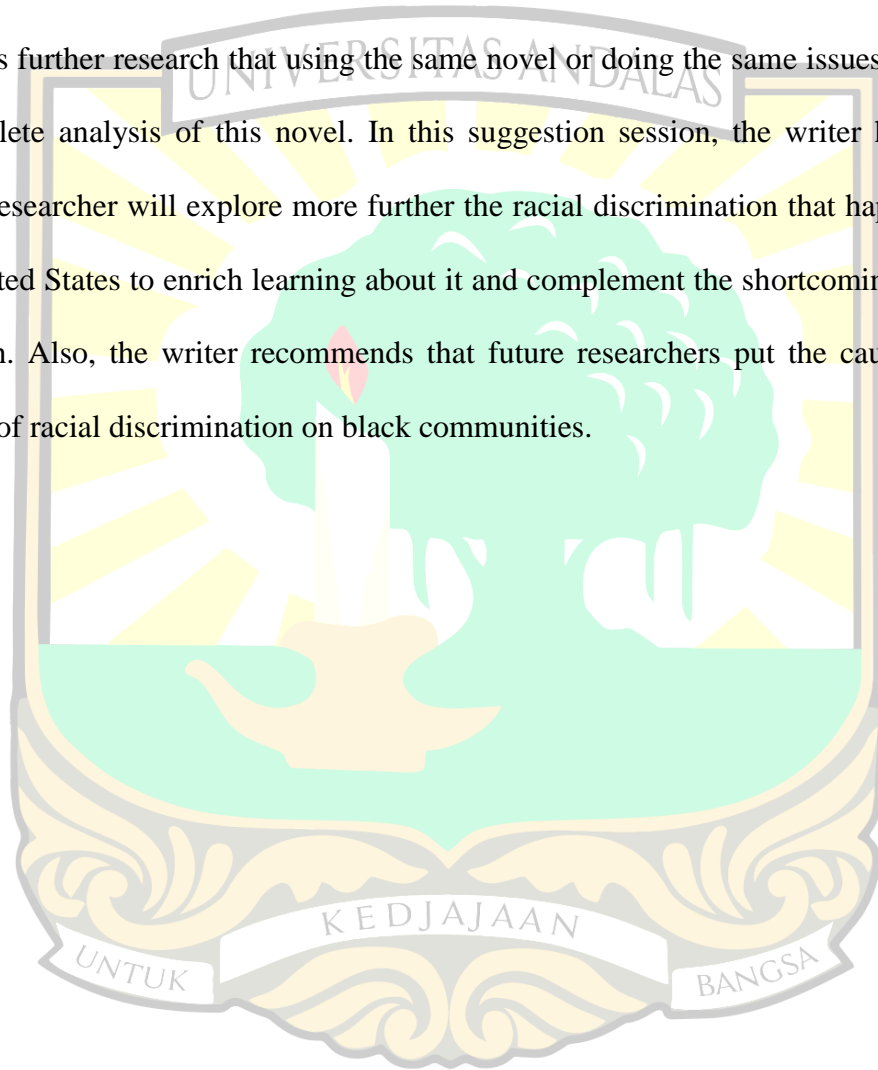 s further research that using the same novel or doing the same issues
UNIVERSITAS ANDALAS
lete analysis of this novel. In this suggestion session, the writer
esearcher will explore more further the racial discrimination that hap
ted States to enrich learning about it and complement the shortcomin
n. Also, the writer recommends that future researchers put the cau
of racial discrimination on black communities.
KEDJAJAAN
UNTUK
BANGSA